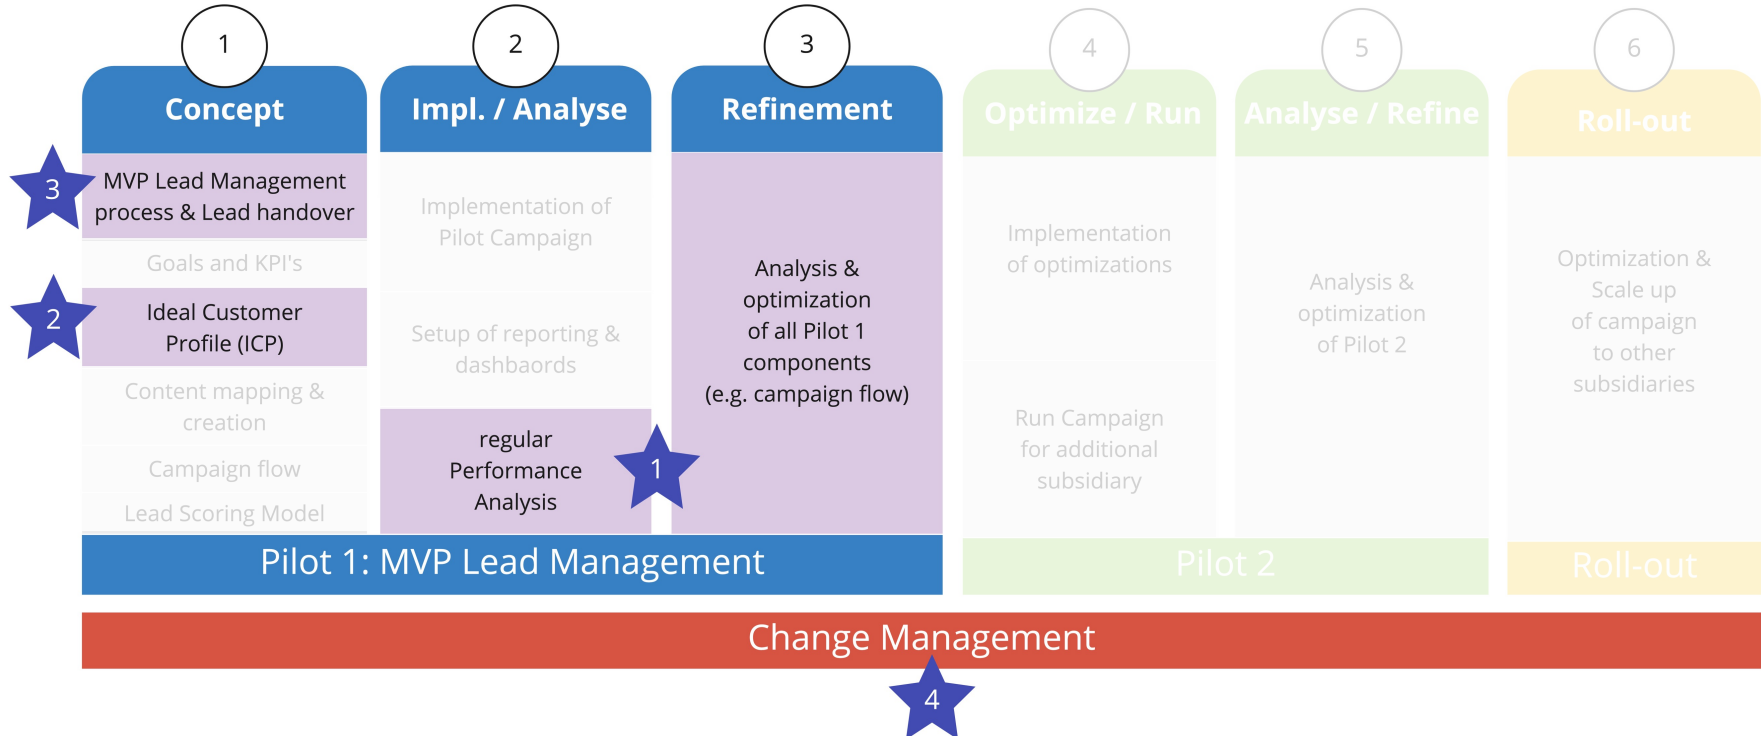 1
2
3
4
5
6
Concept
Impl. / Analyse
Refinement
Optimize / Run
Analyse / Refine
Roll-out
3
MVP Lead Management
process & Lead handover
Goals and KPI's
2
Ideal Customer
Profile (ICP)
Content mapping &
creation
Campaign flow
Lead Scoring Model
Implementation of
Pilot Campaign
Setup of reporting &
dashbaords
regular
Performance
Analysis
1
Analysis &
optimization
of all Pilot 1
components
(e.g. campaign flow)
Implementation
of optimizations
Run Campaign
for additional
subsidiary
Analysis &
optimization
of Pilot 2
Optimization &
Scale up
of campaign
to other
subsidiaries
Pilot 1: MVP Lead Management
Pilot 2
Roll-out
Change Management
4